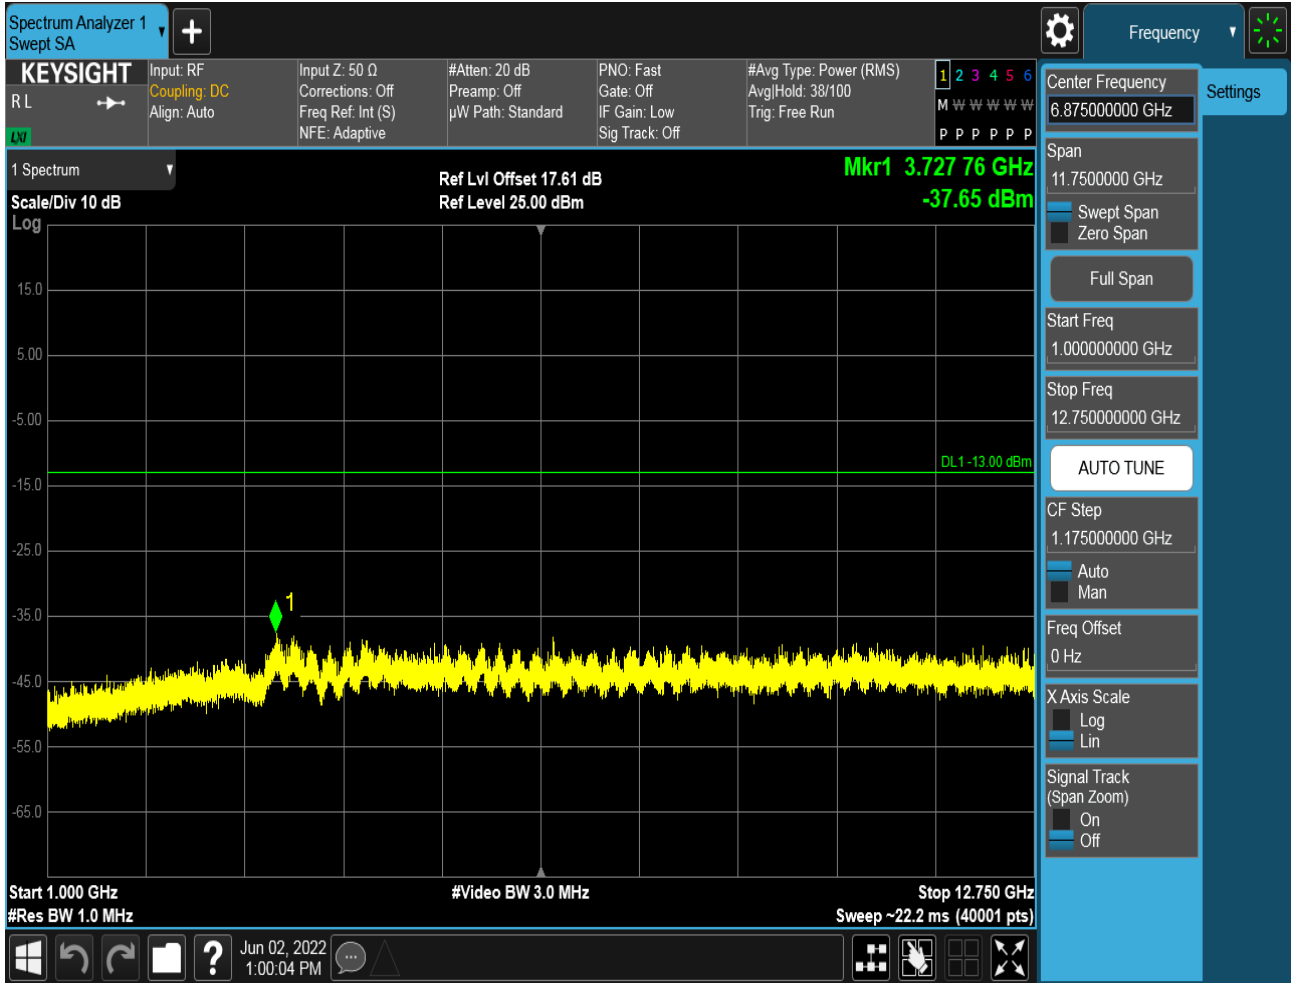 Spectrum Analyzer 1
Swept SA
Frequency
KEYSIGHT
R L
LXI
Input: RF
Coupling: DC
Align: Auto
Input Z: 50 Ω
Corrections: Off
Freq Ref: Int (S)
NFE: Adaptive
#Atten: 20 dB
Preamp: Off
µW Path: Standard
PNO: Fast
Gate: Off
IF Gain: Low
Sig Track: Off
#Avg Type: Power (RMS)
Avg|Hold: 38/100
Trig: Free Run
1 2 3 4 5 6
M W W W W W
P P P P P P
1 Spectrum
Scale/Div 10 dB
Log
Ref Lvl Offset 17.61 dB
Ref Level 25.00 dBm
Mkr1 3.727 76 GHz
-37.65 dBm
15.0
5.00
-5.00
DL1 -13.00 dBm
-15.0
-25.0
1
-35.0
-45.0
-55.0
-65.0
Start 1.000 GHz
#Res BW 1.0 MHz
#Video BW 3.0 MHz
Stop 12.750 GHz
Sweep ~22.2 ms (40001 pts)
Center Frequency
6.875000000 GHz
Settings
Span
11.7500000 GHz
Swept Span
Zero Span
Full Span
Start Freq
1.000000000 GHz
Stop Freq
12.750000000 GHz
AUTO TUNE
CF Step
1.175000000 GHz
Auto
Man
Freq Offset
0 Hz
X Axis Scale
Log
Lin
Signal Track
(Span Zoom)
On
Off
?
Jun 02, 2022
1:00:04 PM